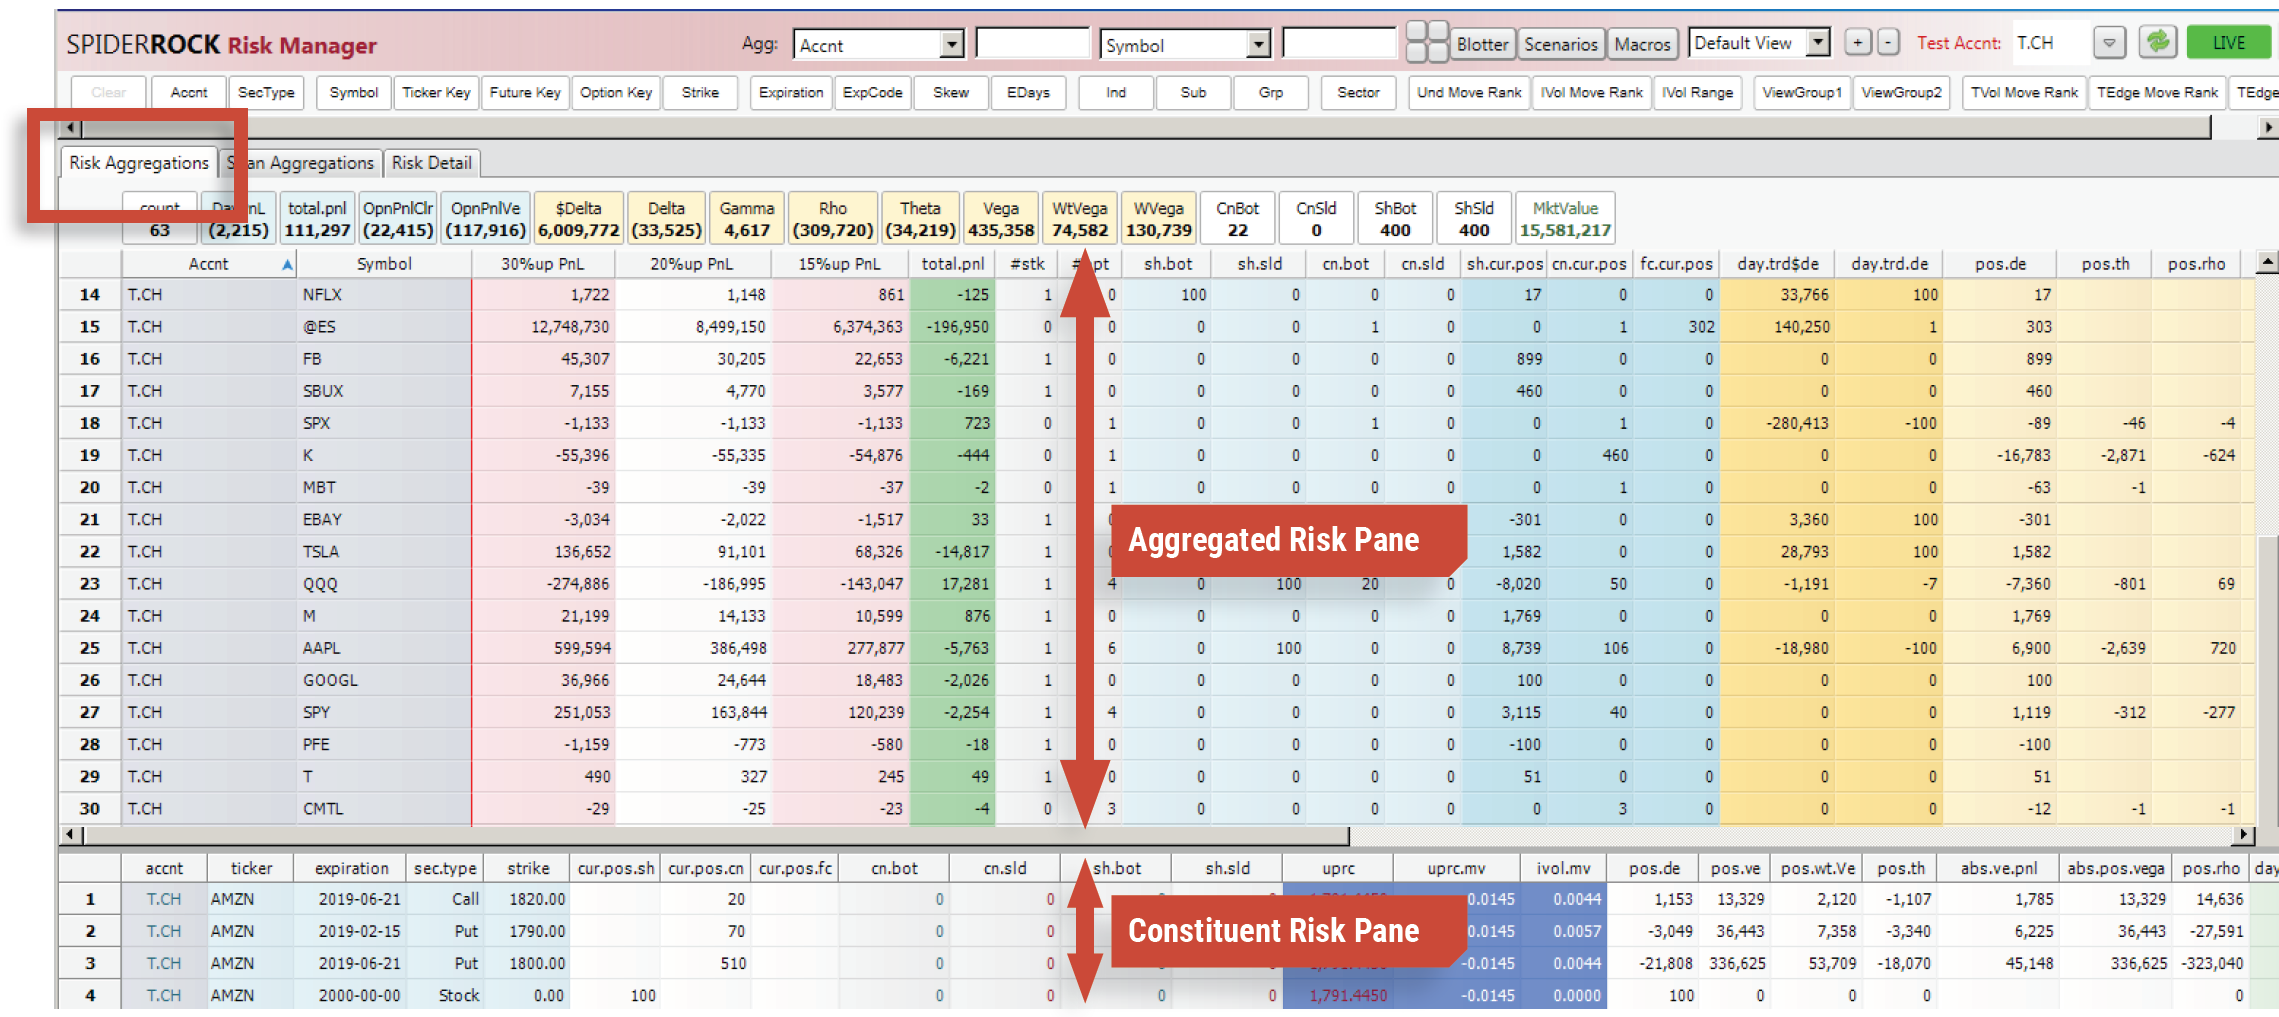 SPIDERROCK Risk Manager Agg: Accnt Symbol Blotter Scenarios Macros Default View + - Test Accnt: T.CH LIVE
Clear Accnt SecType Symbol Ticker Key Future Key Option Key Strike Expiration ExpCode Skew EDays Ind Sub Grp Sector Und Move Rank IVol Move Rank IVol Range ViewGroup1 ViewGroup2 TVol Move Rank TEdge Move Rank TEdge
Risk Aggregations Aggregations Risk Detail
count total.pnl OpnPnlClr OpnPnlVe $Delta Delta Gamma Rho Theta Vega WtVega WVega CnBot CnSld ShBot ShSld MktValue
63 (2,215) 111,297 (22,415) (117,916) 6,009,772 (33,525) 4,617 (309,720) (34,219) 435,358 74,582 130,739 22 0 400 400 15,581,217
Accnt Symbol 30%up PnL 20%up PnL 15%up PnL total.pnl #stk sh.bot sh.sld cn.bot cn.sld sh.cur.pos cn.cur.pos fc.cur.pos day.trd$de day.trd.de pos.de pos.th pos.rho
14 T.CH NFLX 1,722 1,148 861 -125 1 0 100 0 0 0 17 0 0 33,766 100 17
15 T.CH @ES 12,748,730 8,499,150 6,374,363 -196,950 0 0 0 0 1 0 0 1 302 140,250 1 303
16 T.CH FB 45,307 30,205 22,653 -6,221 1 0 0 0 0 0 899 0 0 0 0 899
17 T.CH SBUX 7,155 4,770 3,577 -169 1 0 0 0 0 0 460 0 0 0 0 460
18 T.CH SPX -1,133 -1,133 -1,133 723 0 1 0 0 1 0 0 1 0 -280,413 -100 -89 -46 -4
19 T.CH K -55,396 -55,335 -54,876 -444 0 1 0 0 0 0 0 460 0 0 0 -16,783 -2,871 -624
20 T.CH MBT -39 -39 -37 -2 0 1 0 0 0 0 0 1 0 0 0 -63 -1
21 T.CH EBAY -3,034 -2,022 -1,517 33 1 -301 0 0 3,360 100 -301
22 T.CH TSLA 136,652 91,101 68,326 -14,817 1 1,582 0 0 28,793 100 1,582
Aggregated Risk Pane
23 T.CH QQQ -274,886 -186,995 -143,047 17,281 1 4 0 100 20 0 -8,020 50 0 -1,191 -7 -7,360 -801 69
24 T.CH M 21,199 14,133 10,599 876 1 0 0 0 0 0 1,769 0 0 0 0 1,769
25 T.CH AAPL 599,594 386,498 277,877 -5,763 1 6 0 100 0 0 8,739 106 0 -18,980 -100 6,900 -2,639 720
26 T.CH GOOGL 36,966 24,644 18,483 -2,026 1 0 0 0 0 0 100 0 0 0 0 100
27 T.CH SPY 251,053 163,844 120,239 -2,254 1 4 0 0 0 0 3,115 40 0 0 0 1,119 -312 -277
28 T.CH PFE -1,159 -773 -580 -18 1 0 0 0 0 0 -100 0 0 0 0 -100
29 T.CH T 490 327 245 49 1 0 0 0 0 0 51 0 0 0 0 51
30 T.CH CMTL -29 -25 -23 -4 0 3 0 0 0 0 0 3 0 0 0 -12 -1 -1
accnt ticker expiration sec.type strike cur.pos.sh cur.pos.cn cur.pos.fc cn.bot cn.sld sh.bot sh.sld uprc uprc.mv ivol.mv pos.de pos.ve pos.wt.Ve pos.th abs.ve.pnl abs.pos.vega pos.rho day
1 T.CH AMZN 2019-06-21 Call 1820.00 20 0 0 0.0145 0.0044 1,153 13,329 2,120 -1,107 1,785 13,329 14,636
2 T.CH AMZN 2019-02-15 Put 1790.00 70 0 0 0.0145 0.0057 -3,049 36,443 7,358 -3,340 6,225 36,443 -27,591
Constituent Risk Pane
3 T.CH AMZN 2019-06-21 Put 1800.00 510 0 0 -0.0145 0.0044 -21,808 336,625 53,709 -18,070 45,148 336,625 -323,040
4 T.CH AMZN 2000-00-00 Stock 0.00 100 0 0 0 0 1,791.4450 -0.0145 0.0000 100 0 0 0 0